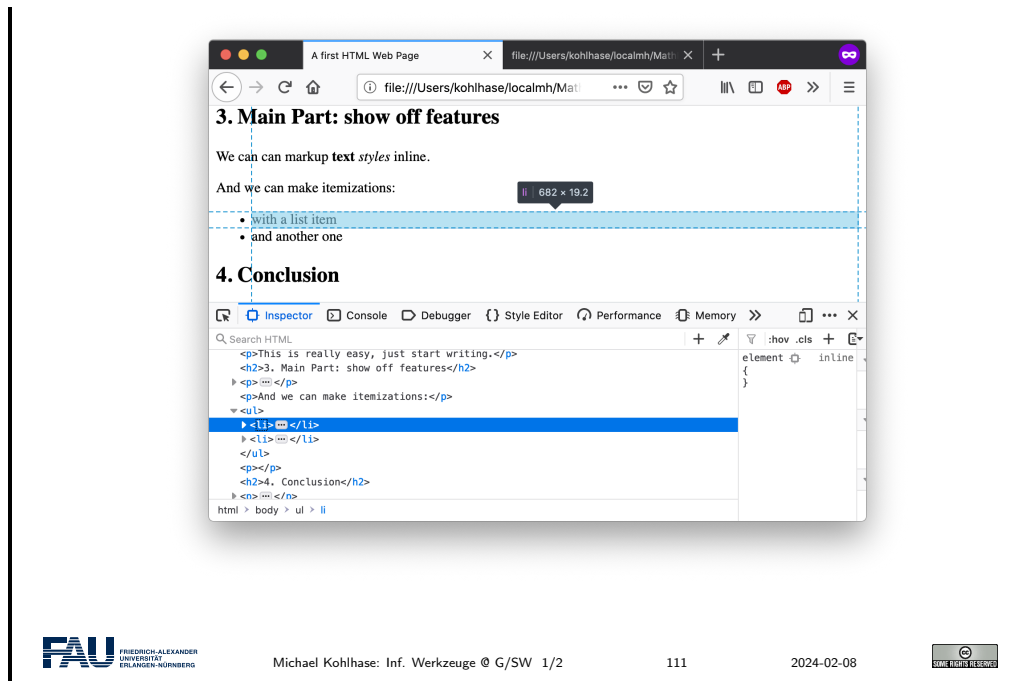 A first HTML Web Page
file:///Users/kohlhase/localmh/Math
file:///Users/kohlhase/localmh/Mat
ABP
3. Main Part: show off features
We can can markup text styles inline.
And we can make itemizations:
li 682 × 19.2
• with a list item
• and another one
4. Conclusion
Inspector Console Debugger {} Style Editor Performance Memory
Search HTML
:hov .cls
<p>This is really easy, just start writing.</p>
<h2>3. Main Part: show off features</h2>
<p>…</p>
<p>And we can make itemizations:</p>
<ul>
<li>…</li>
<li>…</li>
</ul>
<p></p>
<h2>4. Conclusion</h2>
<p>…</p>
element inline
{
}
html > body > ul > li
FAU FRIEDRICH-ALEXANDER
UNIVERSITÄT
ERLANGEN-NÜRNBERG
Michael Kohlhase: Inf. Werkzeuge @ G/SW 1/2
111
2024-02-08
cc
SOME RIGHTS RESERVED